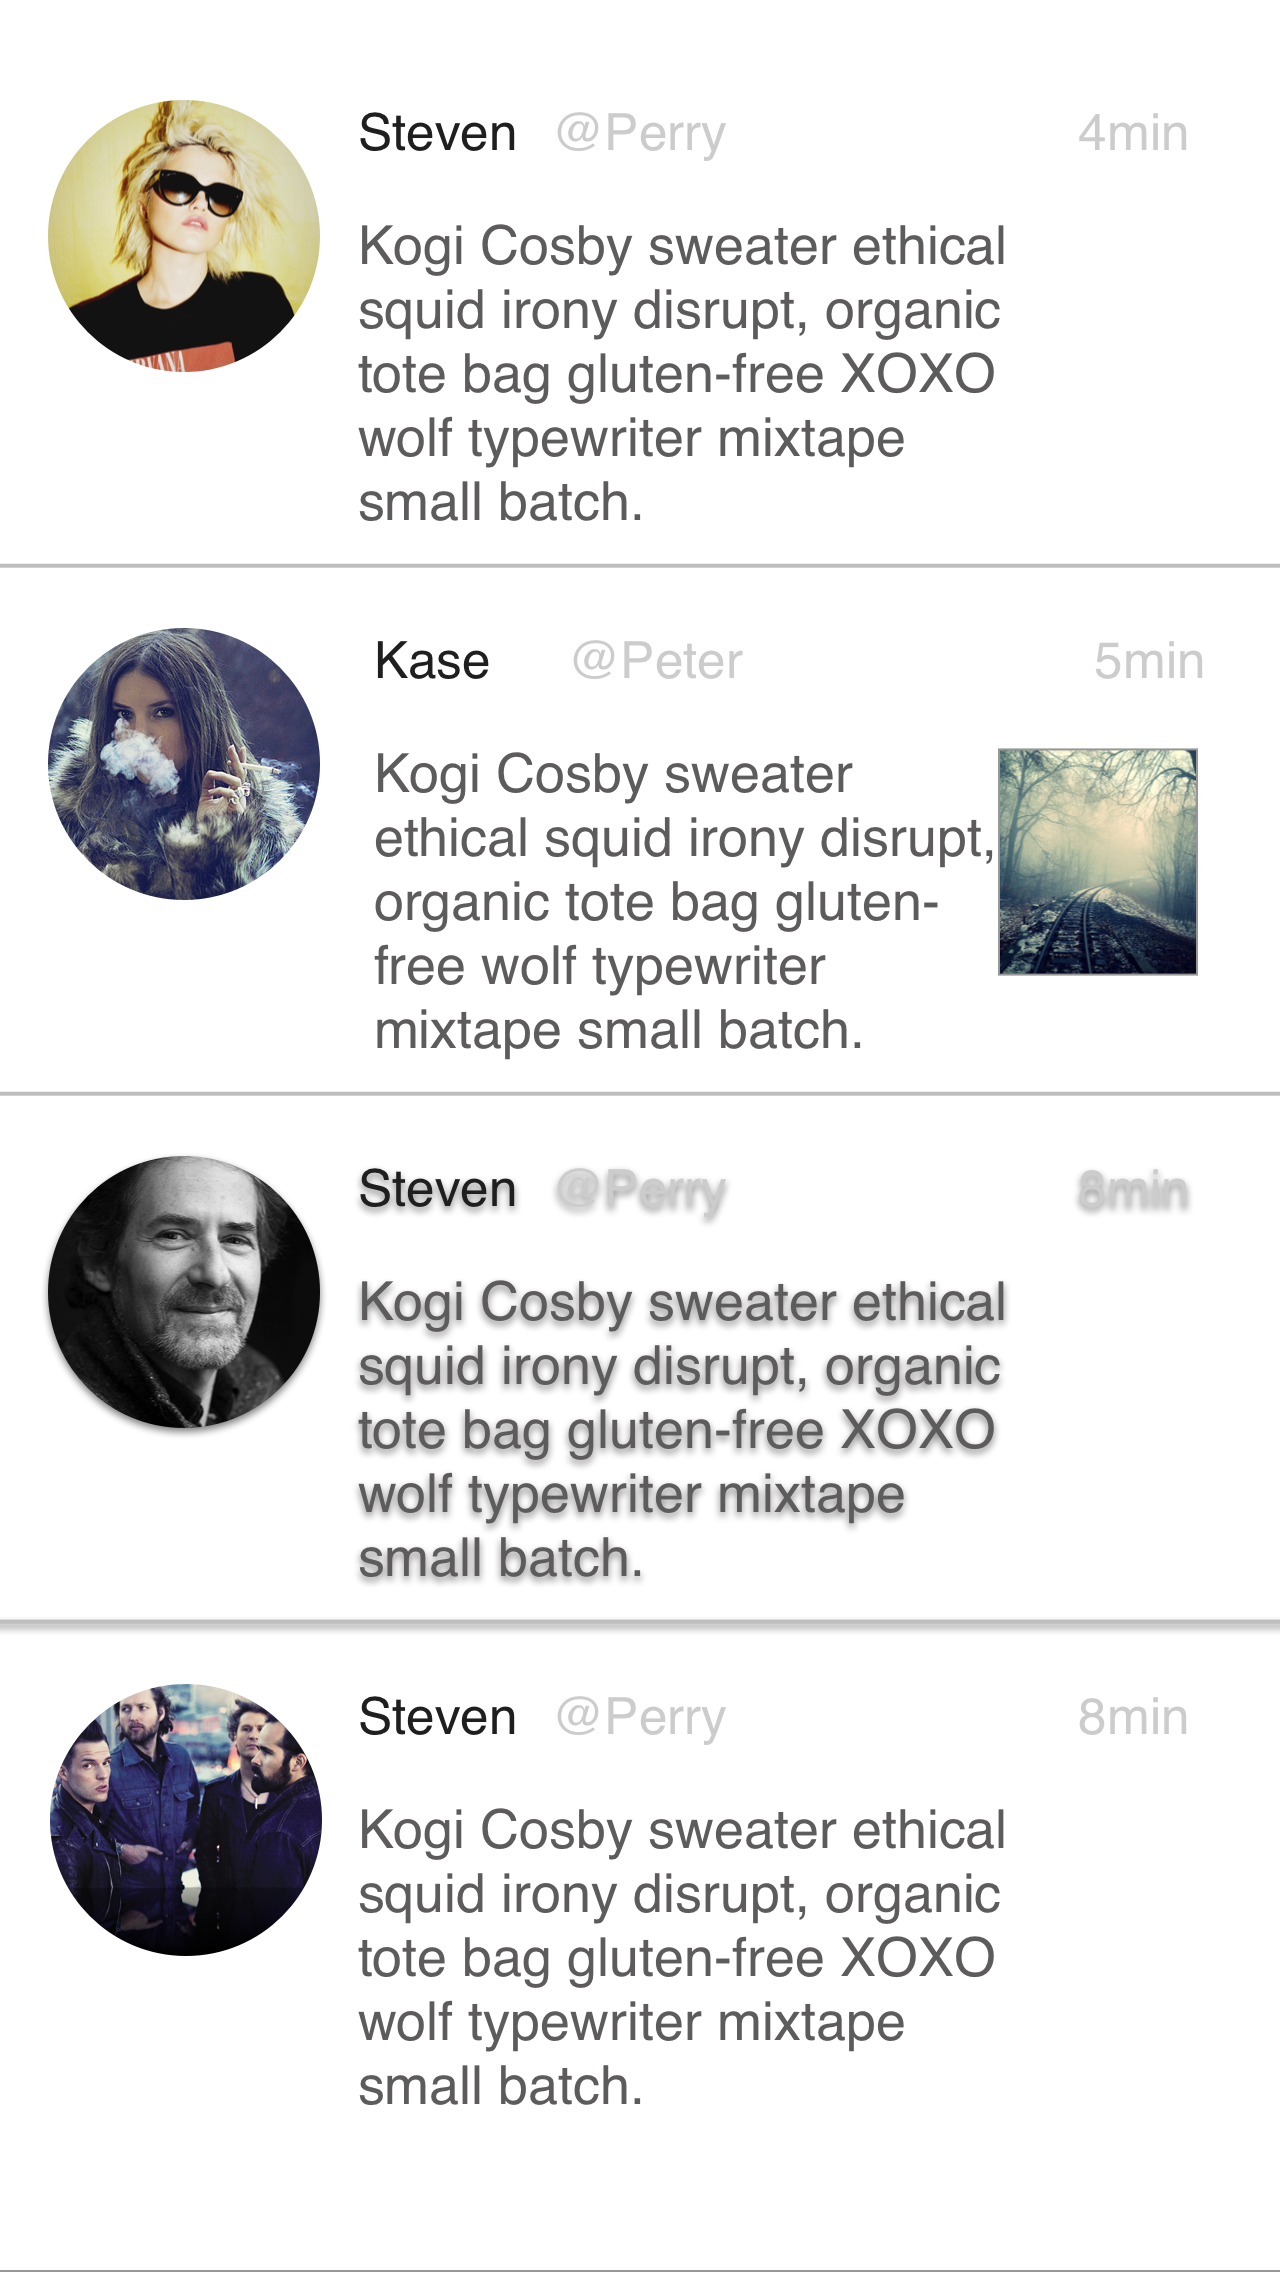 Steven @Perry 4min
Kogi Cosby sweater ethical
squid irony disrupt, organic
tote bag gluten-free XOXO
wolf typewriter mixtape
small batch.
Kase @Peter 5min
Kogi Cosby sweater
ethical squid irony disrupt,
organic tote bag gluten-
free wolf typewriter
mixtape small batch.
Steven @Perry 8min
Kogi Cosby sweater ethical
squid irony disrupt, organic
tote bag gluten-free XOXO
wolf typewriter mixtape
small batch.
Steven @Perry 8min
Kogi Cosby sweater ethical
squid irony disrupt, organic
tote bag gluten-free XOXO
wolf typewriter mixtape
small batch.